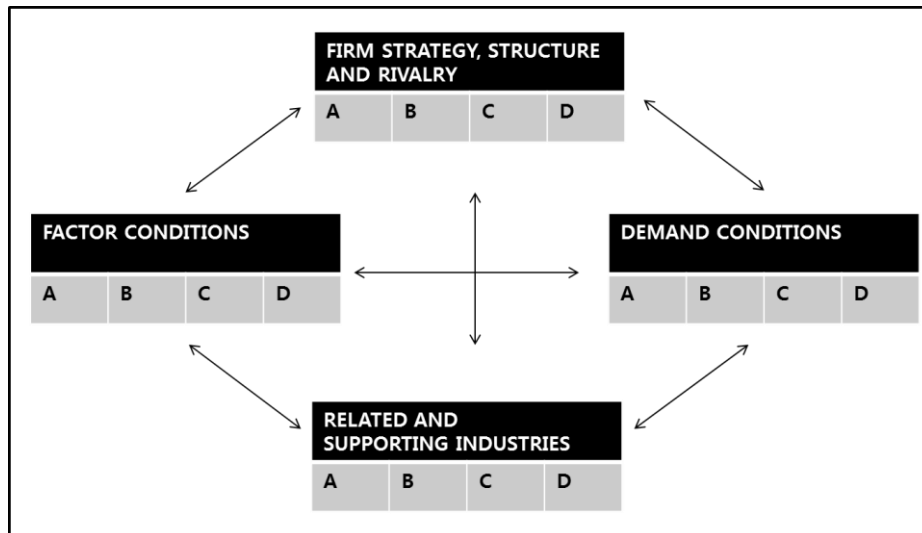 FIRM STRATEGY, STRUCTURE
AND RIVALRY
A B C D
FACTOR CONDITIONS
A B C D
DEMAND CONDITIONS
A B C D
RELATED AND
SUPPORTING INDUSTRIES
A B C D